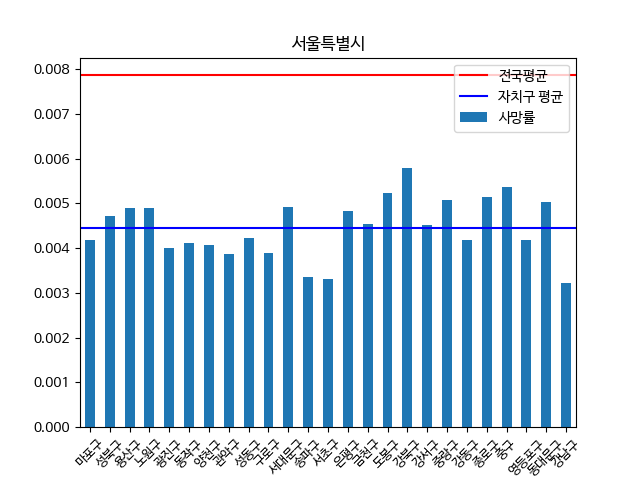 서울특별시
전국평균
자치구 평균
사망률
0.008
0.007
0.006
0.005
0.004
0.003
0.002
0.001
0.000
마포구
성북구
용산구
노원구
광진구
동작구
양천구
관악구
성동구
구로구
서대문구
송파구
서초구
은평구
금천구
도봉구
강북구
강서구
중랑구
강동구
종로구
중구
영등포구
동대문구
강남구